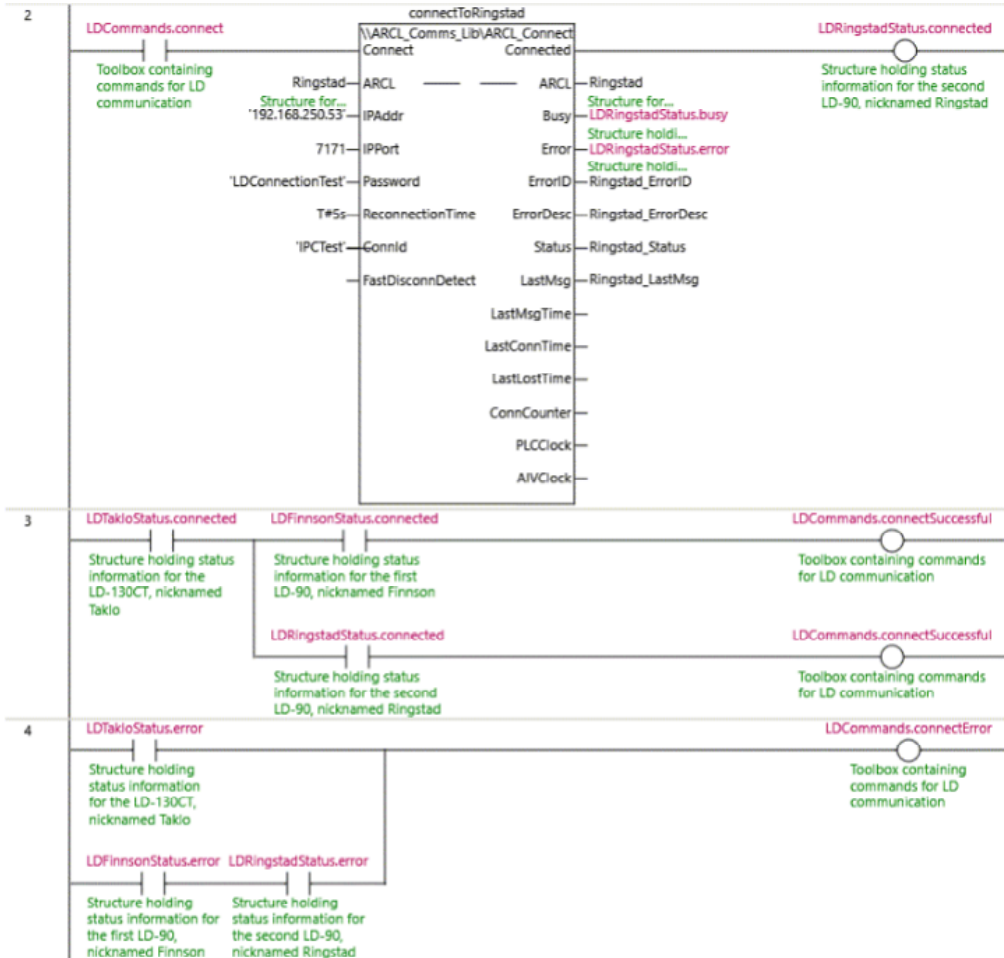 2
connectToRingstad
LDCommands.connect
\\ARCL_Comms_Lib\ARCL_Connect
LDRingstadStatus.connected
Connect Connected
Toolbox containing
commands for LD
communication
Structure holding status
information for the second
LD-90, nicknamed Ringstad
Ringstad ARCL ARCL Ringstad
Structure for... Structure for...
'192.168.250.53' IPAddr Busy LDRingstadStatus.busy
Structure holdi...
7171 IPPort Error LDRingstadStatus.error
Structure holdi...
'LDConnectionTest' Password ErrorID Ringstad_ErrorID
T#5s ReconnectionTime ErrorDesc Ringstad_ErrorDesc
'IPCTest' ConnId Status Ringstad_Status
FastDisconnDetect LastMsg Ringstad_LastMsg
LastMsgTime
LastConnTime
LastLostTime
ConnCounter
PLCClock
AIVClock
3
LDTakloStatus.connected LDFinnsonStatus.connected LDCommands.connectSuccessful
Structure holding status
information for the
LD-130CT, nicknamed
Taklo
Structure holding status
information for the first
LD-90, nicknamed Finnson
Toolbox containing commands
for LD communication
LDRingstadStatus.connected LDCommands.connectSuccessful
Structure holding status
information for the second
LD-90, nicknamed Ringstad
Toolbox containing commands
for LD communication
4
LDTakloStatus.error LDCommands.connectError
Structure holding
status information
for the LD-130CT,
nicknamed Taklo
Toolbox containing
commands for LD
communication
LDFinnsonStatus.error LDRingstadStatus.error
Structure holding
status information for
the first LD-90,
nicknamed Finnson
Structure holding
status information for
the second LD-90,
nicknamed Ringstad